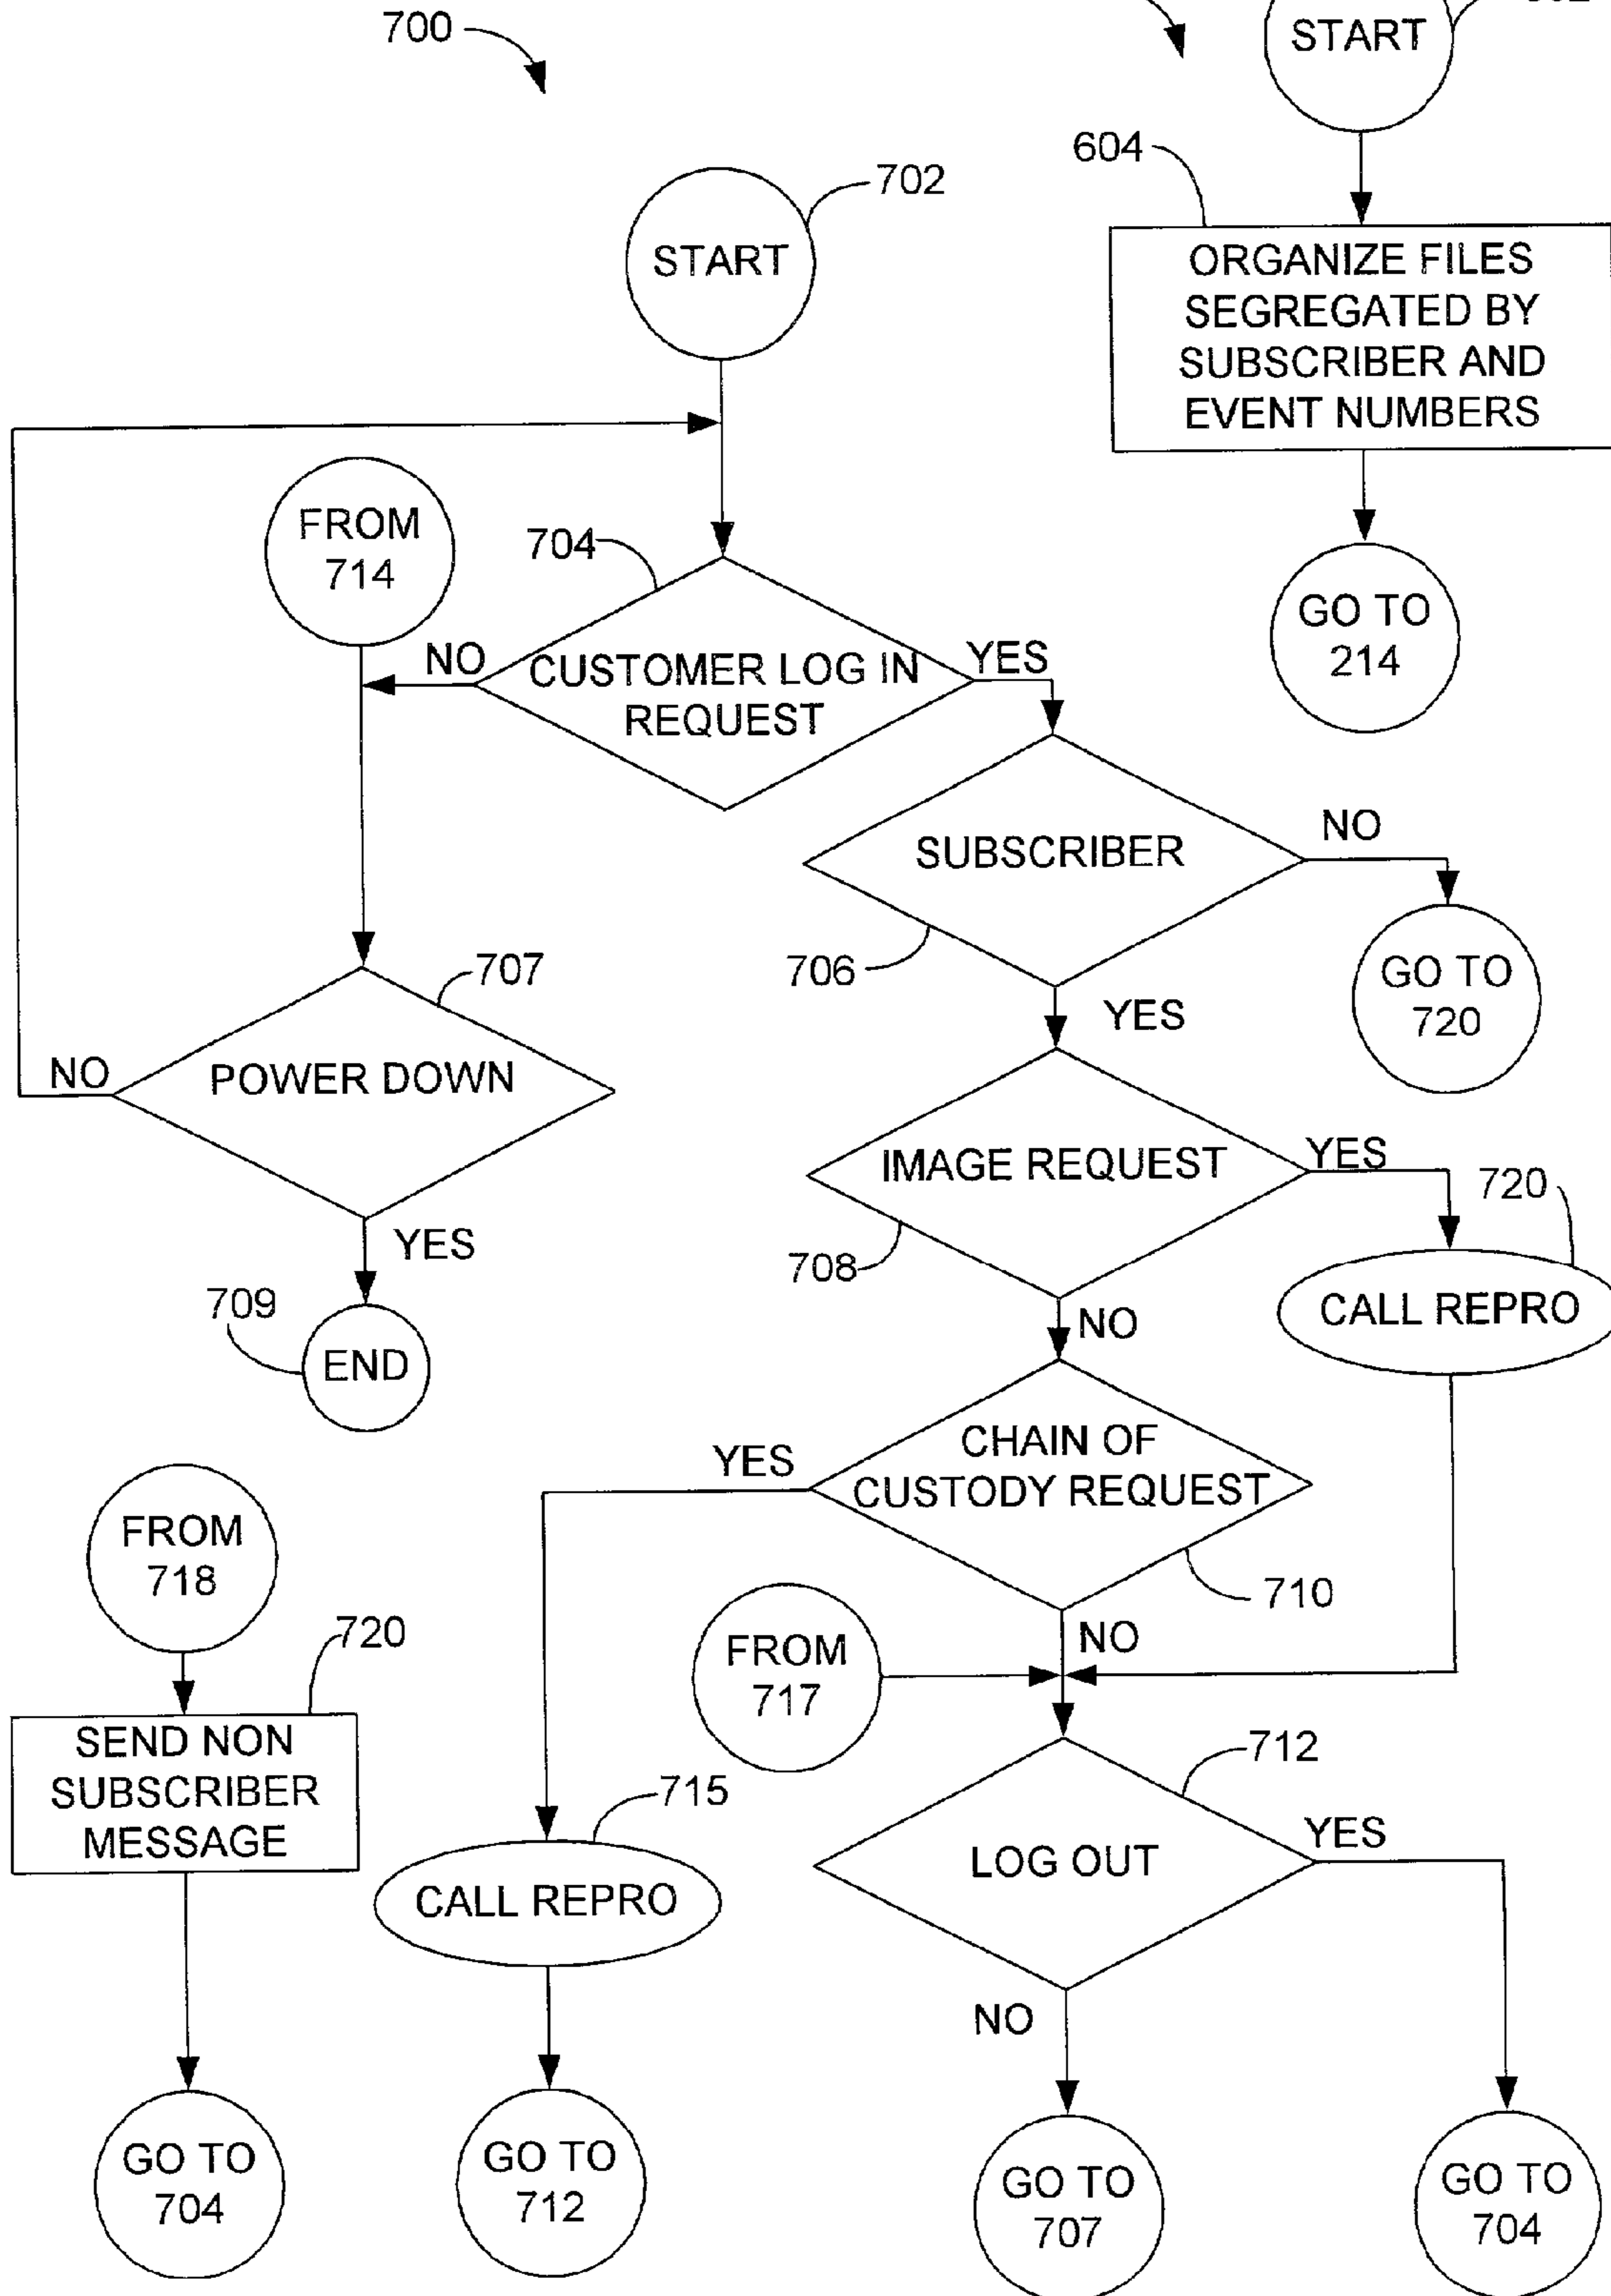 700
START
702
START
604
ORGANIZE FILES
SEGREGATED BY
SUBSCRIBER AND
EVENT NUMBERS
GO TO
214
FROM
714
704
NO
CUSTOMER LOG IN
REQUEST
YES
SUBSCRIBER
NO
706
GO TO
720
YES
707
POWER DOWN
NO
YES
709
END
IMAGE REQUEST
YES
708
720
CALL REPRO
NO
CHAIN OF
CUSTODY REQUEST
YES
710
NO
FROM
717
FROM
718
720
SEND NON
SUBSCRIBER
MESSAGE
GO TO
704
715
CALL REPRO
GO TO
712
712
LOG OUT
YES
NO
GO TO
707
GO TO
704